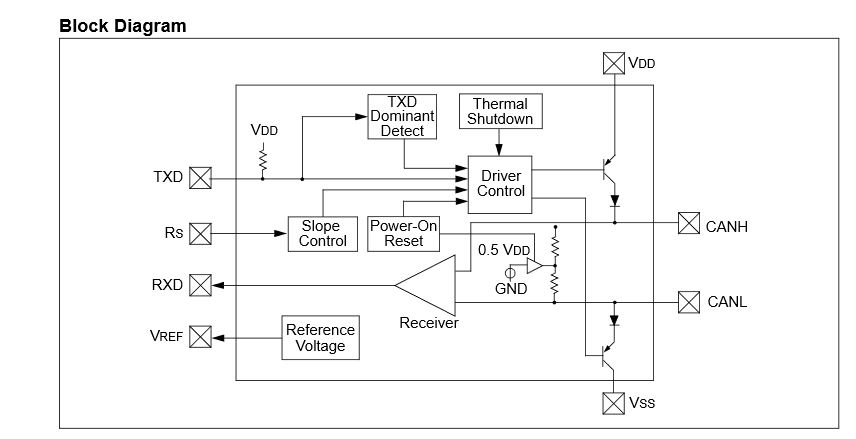 Block Diagram
VDD
TXD
Dominant
Detect
Thermal
Shutdown
VDD
TXD
Driver
Control
RS
Slope
Control
Power-On
Reset
CANH
0.5 VDD
GND
RXD
CANL
Receiver
VREF
Reference
Voltage
VSS